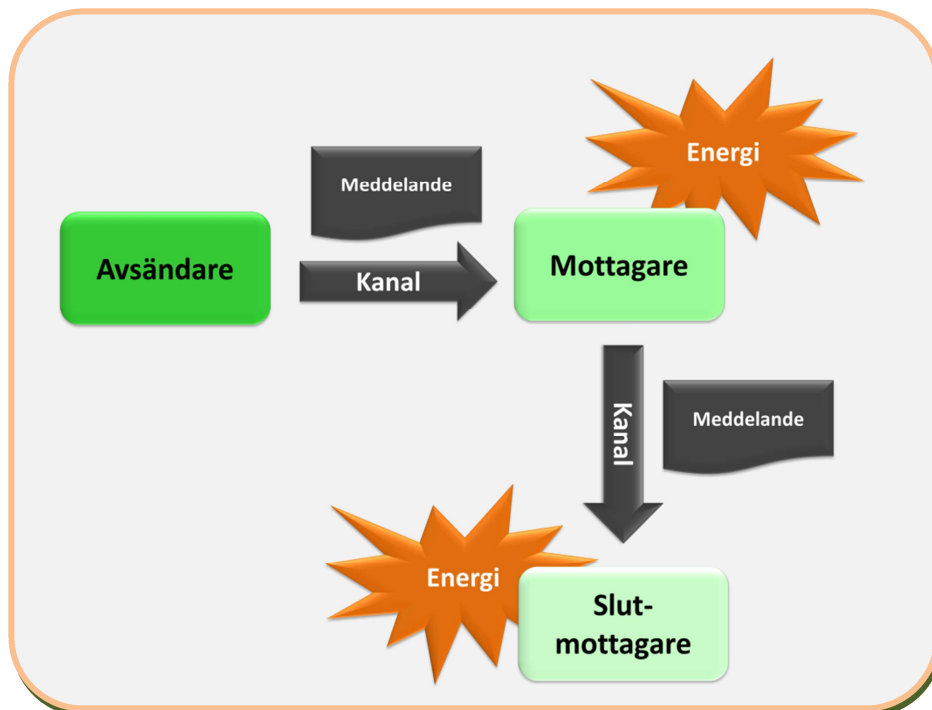 Energi
Meddelande
Avsändare
Kanal
Mottagare
Kanal
Meddelande
Energi
Slut-
mottagare